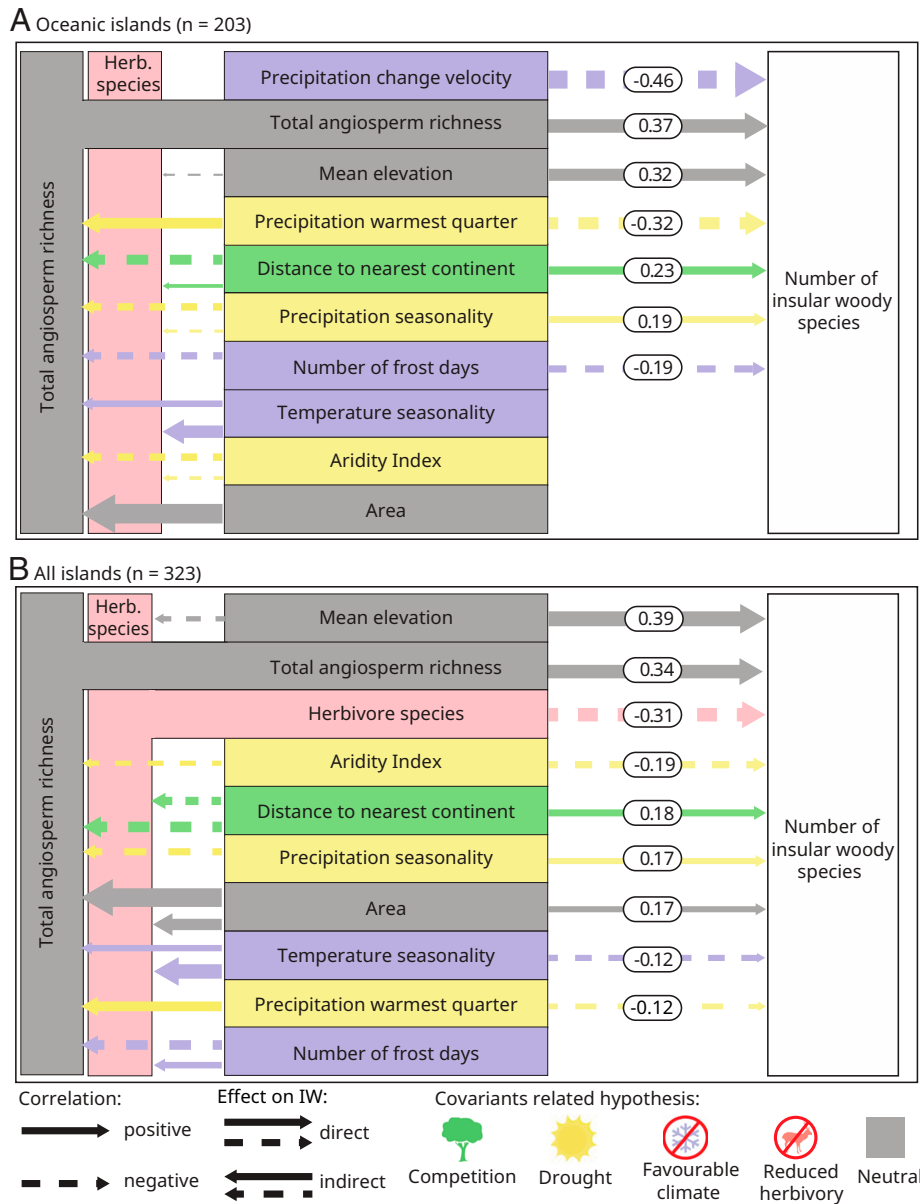 A Oceanic islands (n = 203)
Herb.
species
Total angiosperm richness
Precipitation change velocity
-0.46
Total angiosperm richness
0.37
Mean elevation
0.32
Precipitation warmest quarter
-0.32
Distance to nearest continent
0.23
Precipitation seasonality
0.19
Number of frost days
-0.19
Temperature seasonality
Aridity Index
Area
Number of
insular woody
species
B All islands (n = 323)
Herb.
species
Total angiosperm richness
Mean elevation
0.39
Total angiosperm richness
0.34
Herbivore species
-0.31
Aridity Index
-0.19
Distance to nearest continent
0.18
Precipitation seasonality
0.17
Area
0.17
Temperature seasonality
-0.12
Precipitation warmest quarter
-0.12
Number of frost days
Number of
insular woody
species
Correlation:
positive
negative
Effect on IW:
direct
indirect
Covariants related hypothesis:
Competition
Drought
Favourable
climate
Reduced
herbivory
Neutral